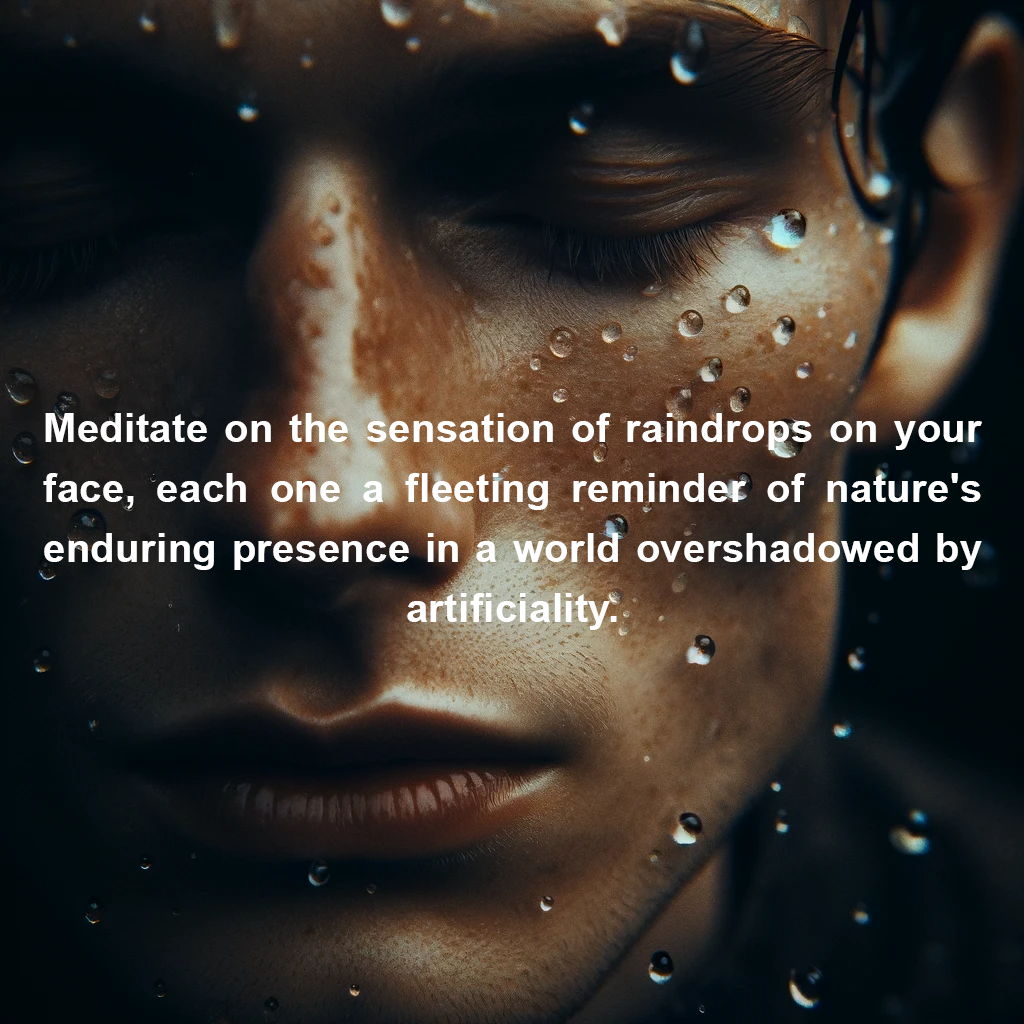 Meditate on the sensation of raindrops on your
face, each one a fleeting reminder of nature's
enduring presence in a world overshadowed by
artificiality.